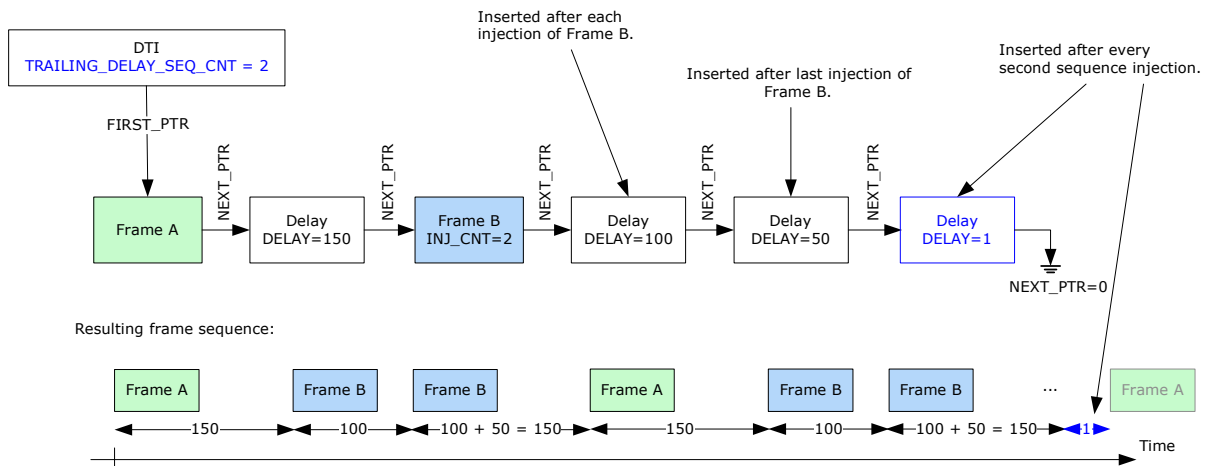 Inserted after each
injection of Frame B.
DTI
TRAILING_DELAY_SEQ_CNT = 2
Inserted after every
second sequence injection.
Inserted after last injection of
Frame B.
FIRST_PTR
NEXT_PTR
NEXT_PTR
NEXT_PTR
NEXT_PTR
NEXT_PTR
Frame A
Delay
DELAY=150
Frame B
INJ_CNT=2
Delay
DELAY=100
Delay
DELAY=50
Delay
DELAY=1
NEXT_PTR=0
Resulting frame sequence:
Frame A
Frame B
Frame B
Frame A
Frame B
Frame B
...
Frame A
150
100
100 + 50 = 150
150
100
100 + 50 = 150
1
Time